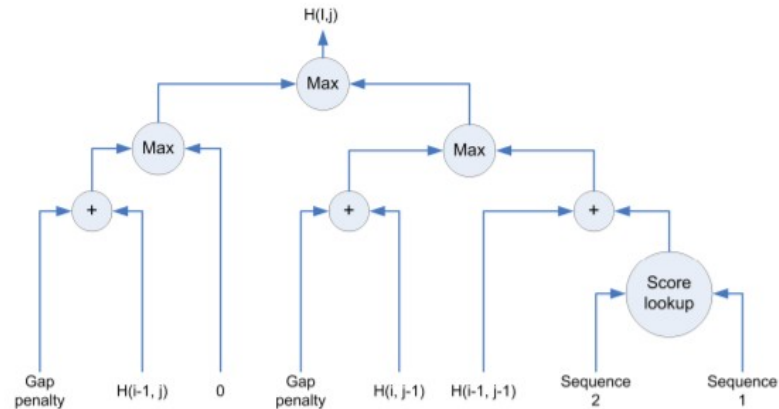 H(I,j)
Max
Max
Max
+
+
+
Score
lookup
Gap
penalty
H(i-1, j)
0
Gap
penalty
H(i, j-1)
H(i-1, j-1)
Sequence
2
Sequence
1